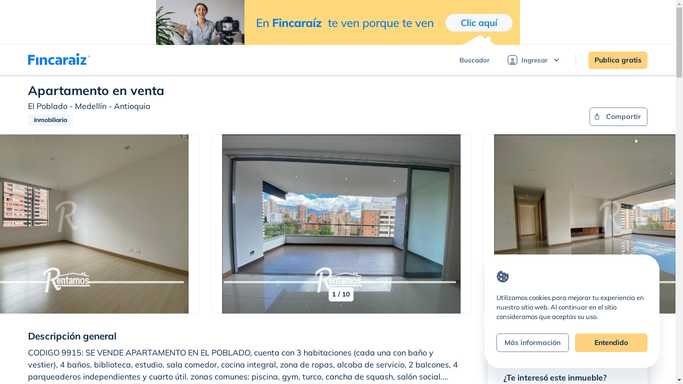 En Fincaraíz te ven porque te ven
Clic aquí
Fincaraiz
Buscador
Ingresar
Publica gratis
Apartamento en venta
El Poblado - Medellín - Antioquia
Inmobiliaria
Compartir
R
Rentamos
Rentamos
1 / 10
R
Utilizamos cookies para mejorar tu experiencia en
nuestro sitio web. Al continuar en el sitio
consideramos que aceptas su uso.
Más información
Entendido
Descripción general
CODIGO 9915: SE VENDE APARTAMENTO EN EL POBLADO, cuenta con 3 habitaciones (cada una con baño y
vestier), 4 baños, biblioteca, estudio, sala comedor, cocina integral, zona de ropas, alcoba de servicio, 2 balcones, 4
parqueaderos independientes y cuarto útil. zonas comunes; piscina, gym, turco, cancha de squash, salón social....
¿Te interesó este inmueble?